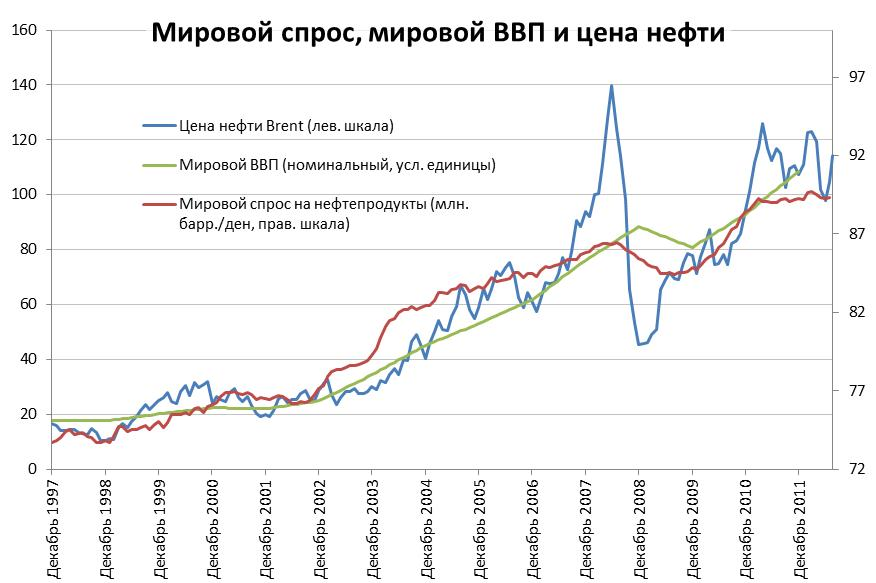 Мировой спрос, мировой ВВП и цена нефти
160
140
120
100
80
60
40
20
0
97
92
87
82
77
72
Цена нефти Brent (лев. шкала)
Мировой ВВП (номинальный, усл. единицы)
Мировой спрос на нефтепродукты (млн.
барр./ден, прав. шкала)
Декабрь 1997
Декабрь 1998
Декабрь 1999
Декабрь 2000
Декабрь 2001
Декабрь 2002
Декабрь 2003
Декабрь 2004
Декабрь 2005
Декабрь 2006
Декабрь 2007
Декабрь 2008
Декабрь 2009
Декабрь 2010
Декабрь 2011